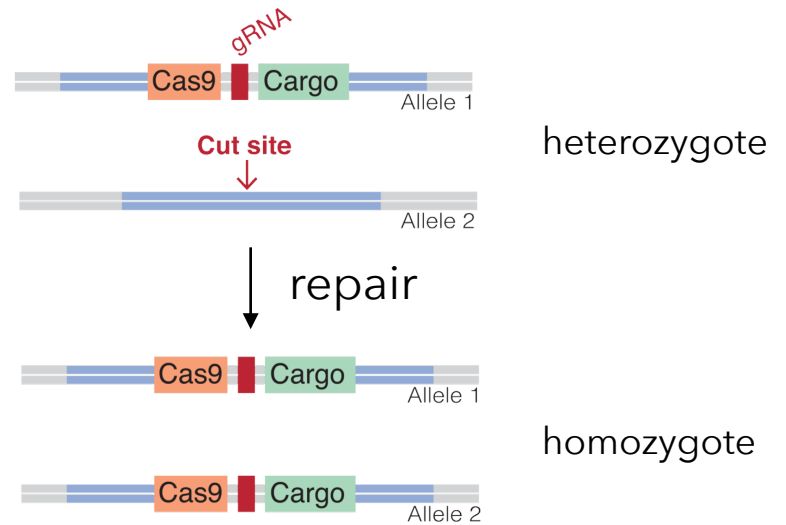 gRNA
Cas9 Cargo
Allele 1
heterozygote
Cut site
Allele 2
repair
Cas9 Cargo
Allele 1
homozygote
Cas9 Cargo
Allele 2